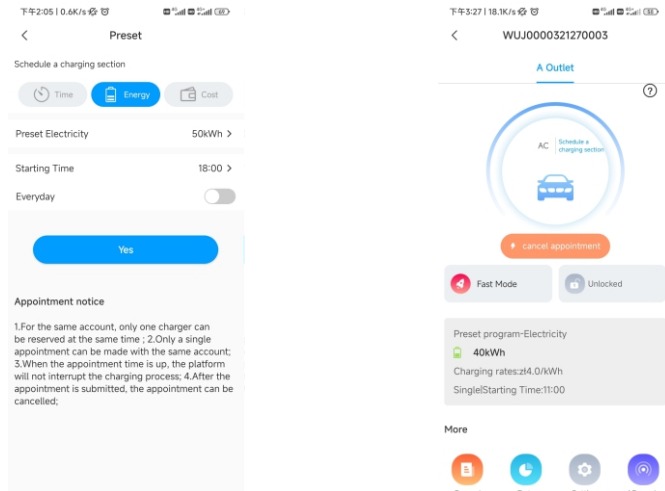 下午2:05 | 0.6K/s
Preset
Schedule a charging section
Time
Energy
Cost
Preset Electricity
50kWh >
Starting Time
18:00 >
Everyday
Yes
Appointment notice
1.For the same account, only one charger can
be reserved at the same time ; 2.Only a single
appointment can be made with the same account;
3.When the appointment time is up, the platform
will not interrupt the charging process; 4.After the
appointment is submitted, the appointment can be
cancelled;
下午3:27 | 18.1K/s
WUJ0000321270003
A Outlet
?
AC
Schedule a
charging section
cancel appointment
Fast Mode
Unlocked
Preset program-Electricity
40kWh
Charging rates:zł4.0/kWh
Single|Starting Time:11:00
More